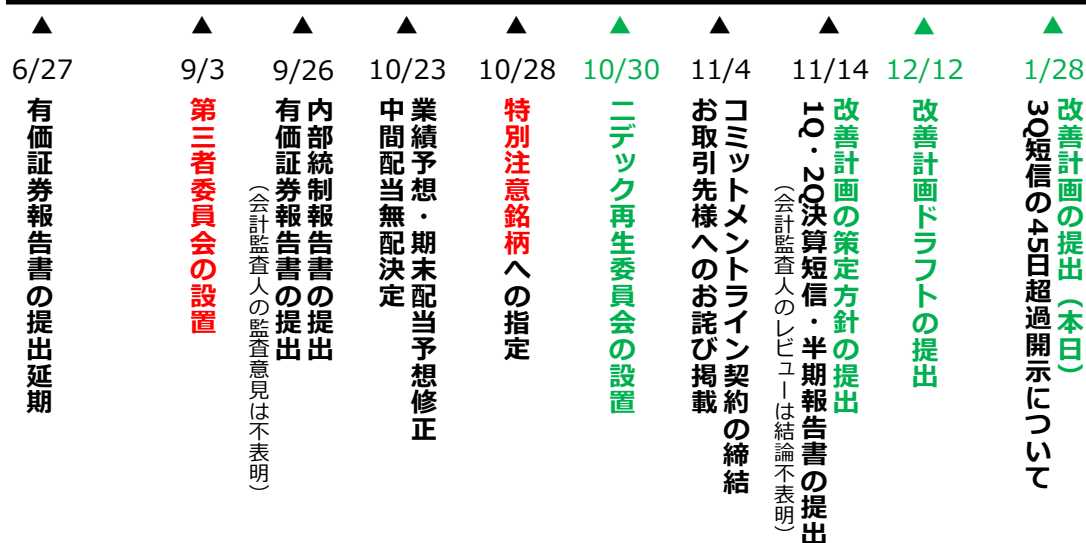 ▲ ▲ ▲ ▲ ▲ ▲ ▲ ▲ ▲ ▲
6/27
有価証券報告書の提出延期
9/3
第三者委員会の設置
9/26
内部統制報告書の提出
有価証券報告書の提出
（会計監査人の監査意見は不表明）
10/23
業績予想・期末配当予想修正
中間配当無配決定
10/28
特別注意銘柄への指定
10/30
ニデック再生委員会の設置
11/4
コミットメントライン契約の締結
お取引先様へのお詫び掲載
11/14
改善計画の策定方針の提出
1Q・2Q決算短信・半期報告書の提出
（会計監査人のレビューは結論不表明）
12/12
改善計画ドラフトの提出
1/28
改善計画の提出（本日）
3Q短信の45日超過開示について